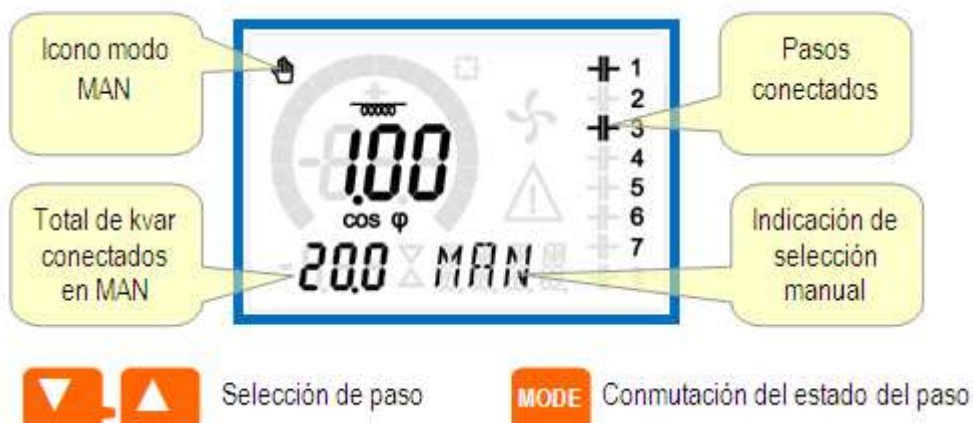 Icono modo
MAN
Pasos
conectados
1
2
3
4
5
6
7
1.00
cos φ
Total de kvar
conectados
en MAN
20.0 MAN
Indicación de
selección
manual
Selección de paso
MODE Conmutación del estado del paso